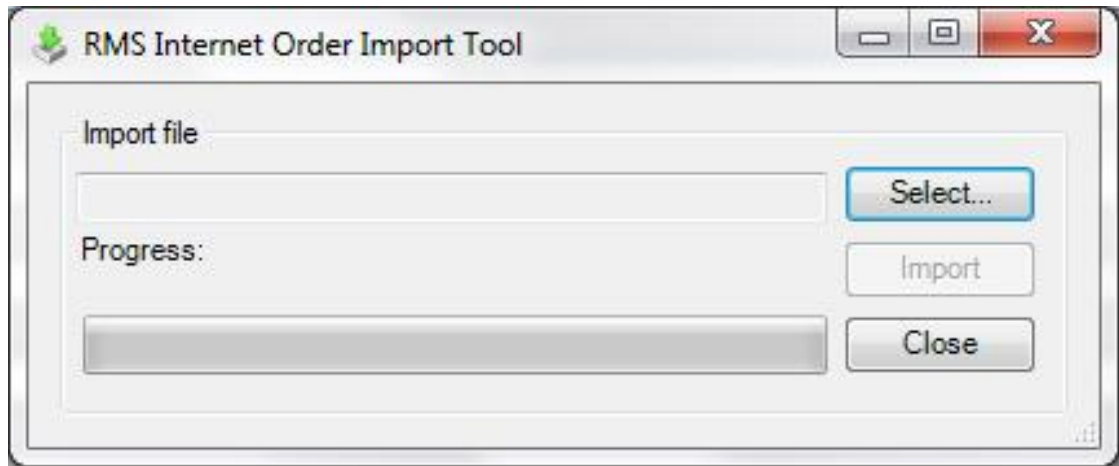 RMS Internet Order Import Tool
Import file
Select...
Progress:
Import
Close